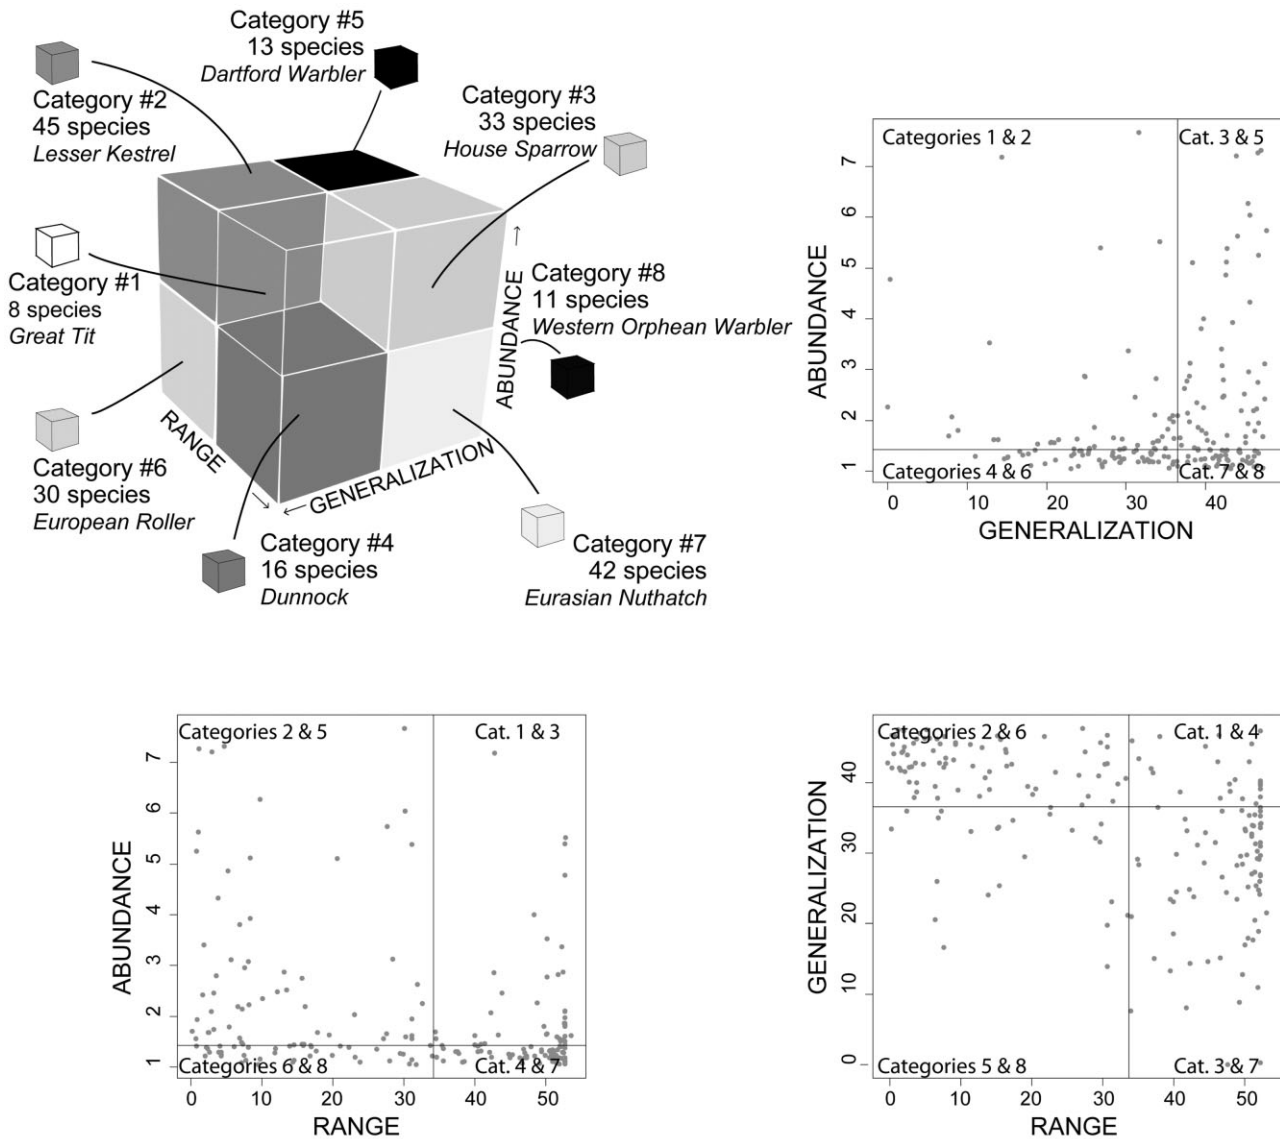 Category #5
13 species
Dartford Warbler
Category #2
45 species
Lesser Kestrel
Category #3
33 species
House Sparrow
Category #1
8 species
Great Tit
Category #8
11 species
Western Orphean Warbler
ABUNDANCE
RANGE
GENERALIZATION
Category #6
30 species
European Roller
Category #4
16 species
Dunnock
Category #7
42 species
Eurasian Nuthatch
Categories 1 & 2
Cat. 3 & 5
7
6
5
4
3
2
1
ABUNDANCE
Categories 4 & 6
Cat. 7 & 8
0
10
20
30
40
GENERALIZATION
Categories 2 & 5
Cat. 1 & 3
7
6
5
4
3
2
1
ABUNDANCE
Categories 6 & 8
Cat. 4 & 7
0
10
20
30
40
50
RANGE
Categories 2 & 6
Cat. 1 & 4
40
30
20
10
0
GENERALIZATION
Categories 5 & 8
Cat. 3 & 7
0
10
20
30
40
50
RANGE